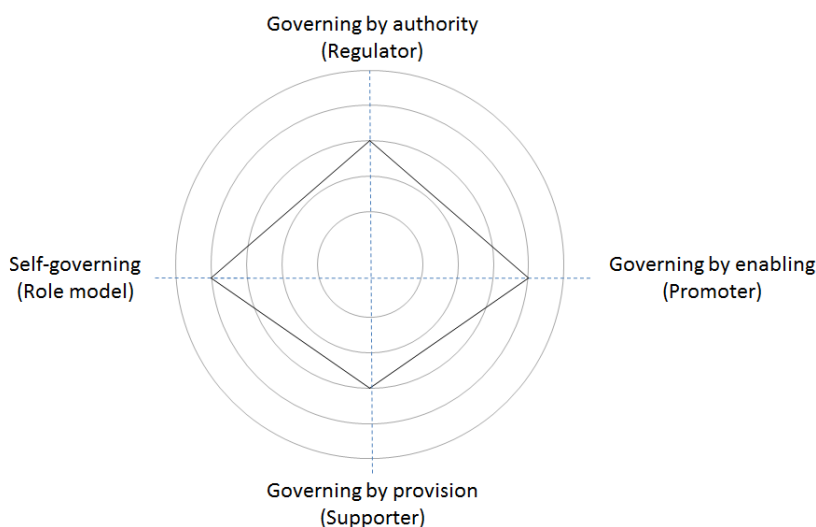 Governing by authority
(Regulator)
Self-governing
(Role model)
Governing by enabling
(Promoter)
Governing by provision
(Supporter)